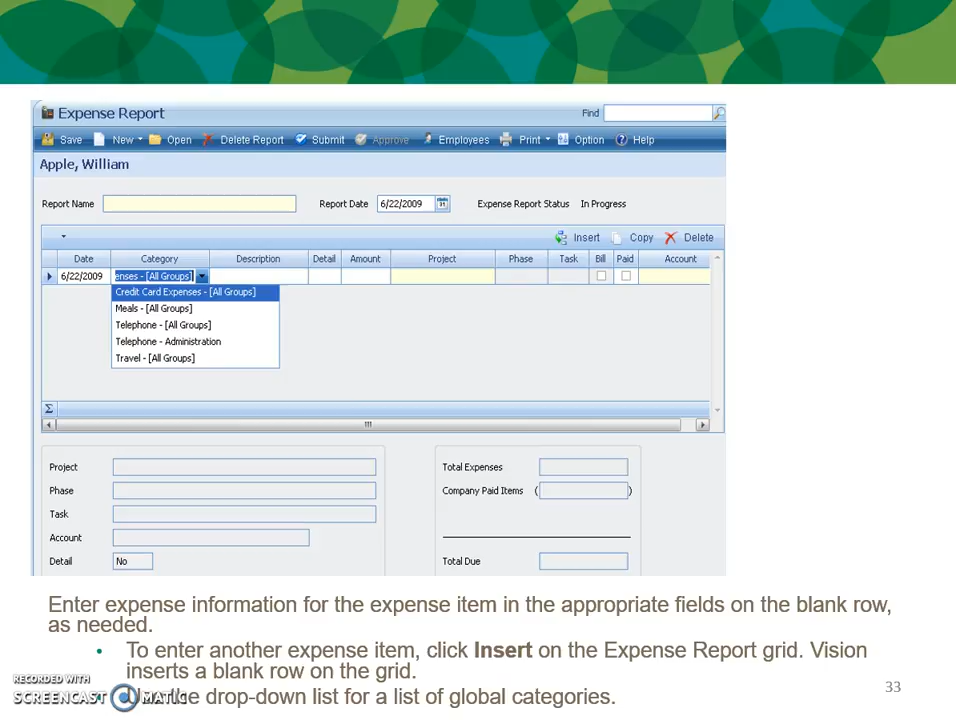 Expense Report
Find
Save New Open Delete Report Submit Approve Employees Print Option Help
Apple, William
Report Name Report Date 6/22/2009 Expense Report Status In Progress
Insert Copy Delete
Date Category Description Detail Amount Project Phase Task Bill Paid Account
6/22/2009 enses - [All Groups]
Credit Card Expenses - [All Groups]
Meals - [All Groups]
Telephone - [All Groups]
Telephone - Administration
Travel - [All Groups]
Σ
Project
Phase
Task
Account
Detail No
Total Expenses
Company Paid Items ( )
Total Due
Enter expense information for the expense item in the appropriate fields on the blank row,
as needed.
• To enter another expense item, click Insert on the Expense Report grid. Vision
inserts a blank row on the grid.
drop-down list for a list of global categories.
33
RECORDED WITH
SCREENCAST MATIC